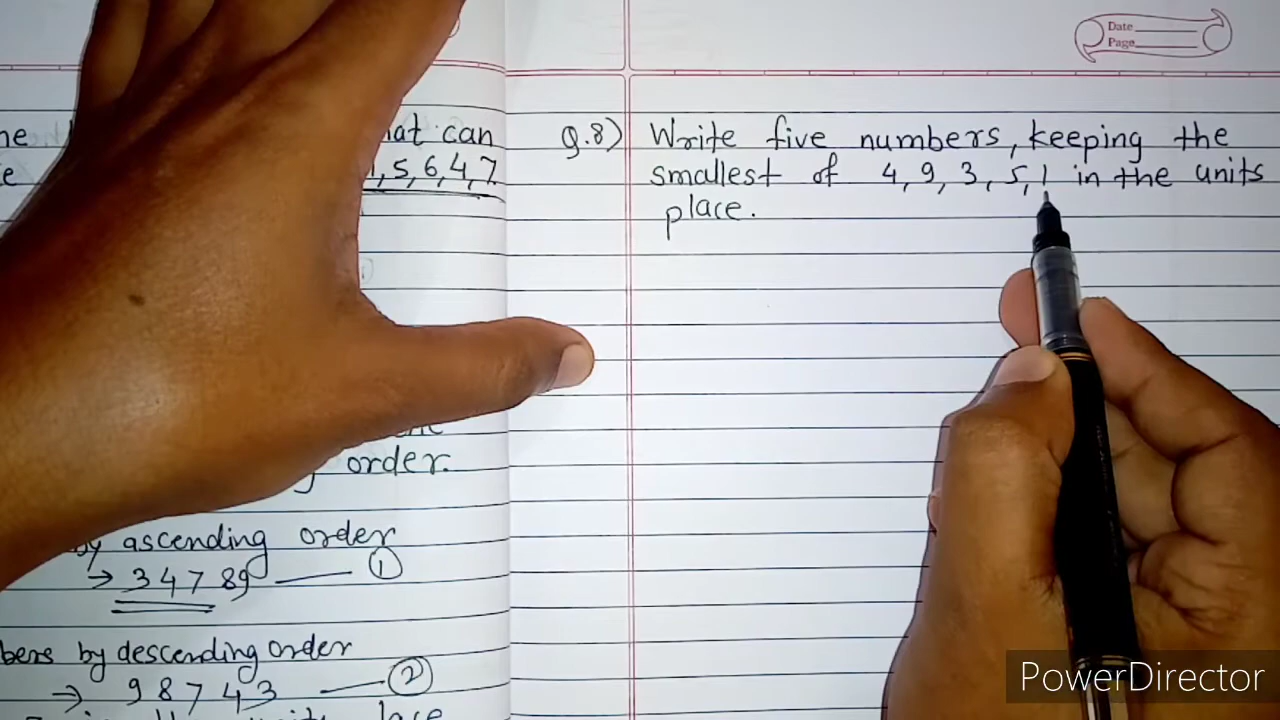 Date
Page
at can
1, 5, 6, 4, 7
order.
by ascending order
→ 3 4 7 8 9 — ①
bers by descending order
→ 9 8 7 4 3 — ②
Q.8) Write five numbers, keeping the
smallest of 4, 9, 3, 5, 1 in the units
place.
PowerDirector